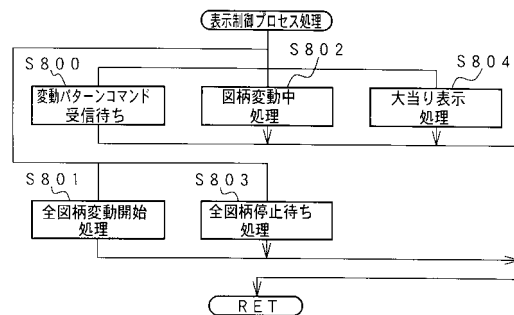 表示制御プロセス処理
S800
変動パターンコマンド
受信待ち
S802
図柄変動中
処理
S804
大当り表示
処理
S801
全図柄変動開始
処理
S803
全図柄停止待ち
処理
RET